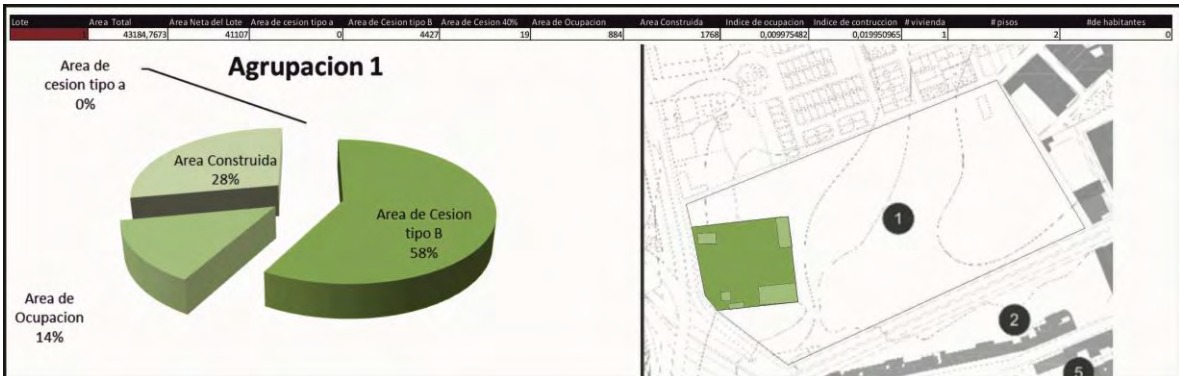 Lote Area Total Area Neta del Lote Area de cesion tipo a Area de Cesion tipo B Area de Cesion 40% Area de Ocupacion Area Construida Indice de ocupacion Indice de contruccion # vivienda # pisos #de habitantes
1 43184,7673 41107 0 4427 19 884 1768 0,009975482 0,019950965 1 2 0
Agrupacion 1
Area de
cesion tipo a
0%
Area Construida
28%
Area de Cesion
tipo B
58%
Area de
Ocupacion
14%
1
2
5